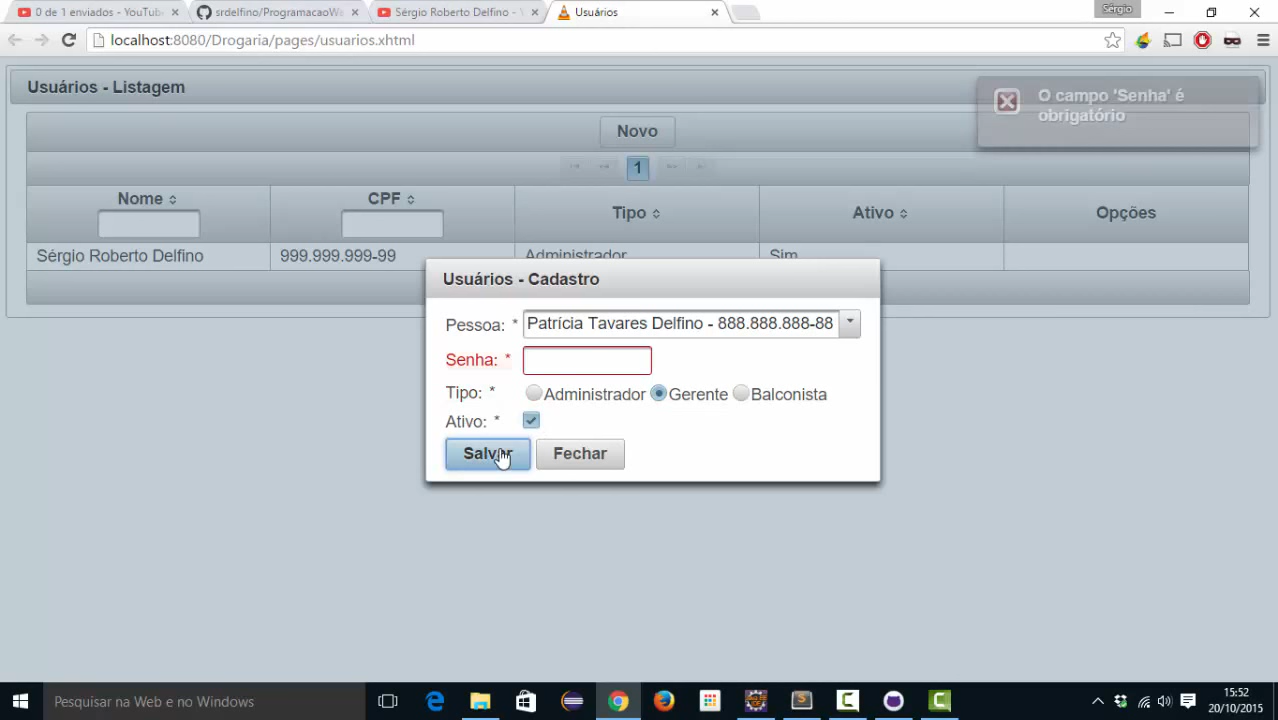 0 de 1 enviados - YouTub
srdelfino/ProgramacaoWe
Sérgio Roberto Delfino - Y
Usuários
Sérgio
localhost:8080/Drogaria/pages/usuarios.xhtml
Usuários - Listagem
O campo 'Senha' é
obrigatório
Novo
1
Nome
CPF
Tipo
Ativo
Opções
Sérgio Roberto Delfino
999.999.999-99
Administrador
Sim
Usuários - Cadastro
Pessoa: *
Patrícia Tavares Delfino - 888.888.888-88
Senha: *
Tipo: *
Administrador
Gerente
Balconista
Ativo: *
Salvar
Fechar
Pesquisar na Web e no Windows
15:52
20/10/2015